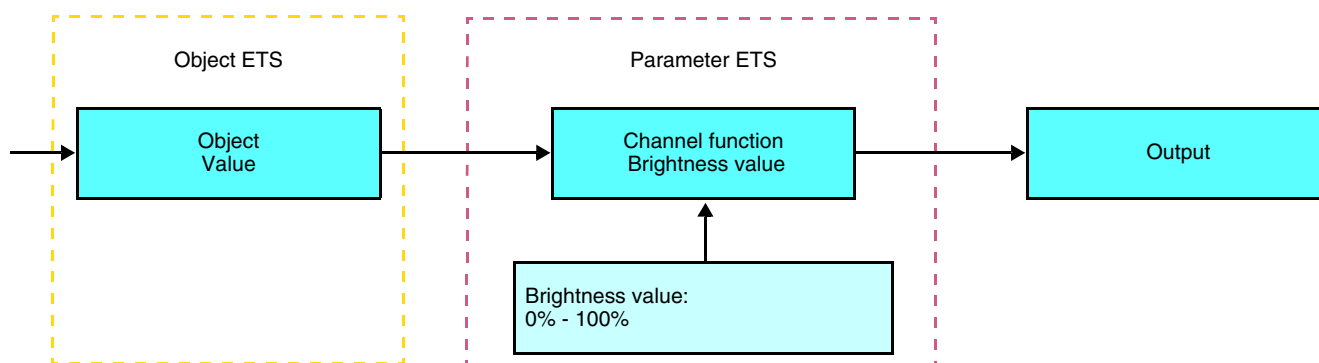 Object ETS
Parameter ETS
Object
Value
Channel function
Brightness value
Output
Brightness value:
0% - 100%